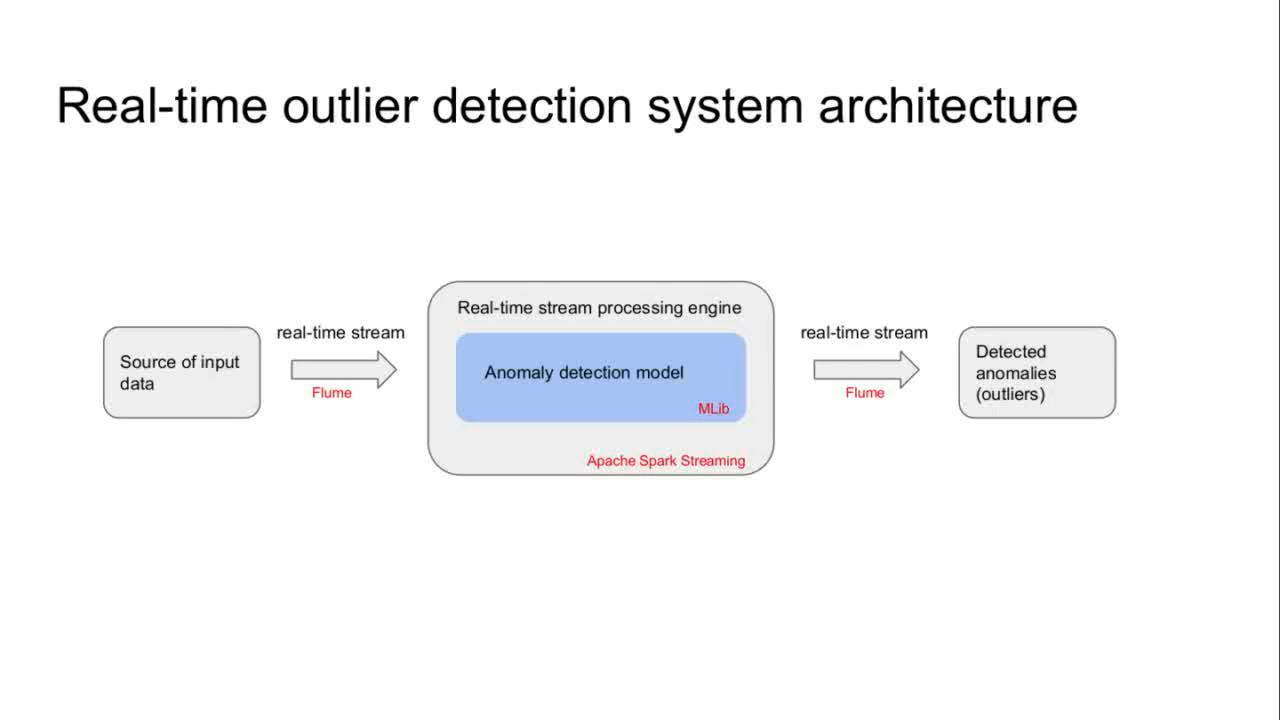 Real-time outlier detection system architecture
Source of input
data
real-time stream
Flume
Real-time stream processing engine
Anomaly detection model
MLib
Apache Spark Streaming
real-time stream
Flume
Detected
anomalies
(outliers)